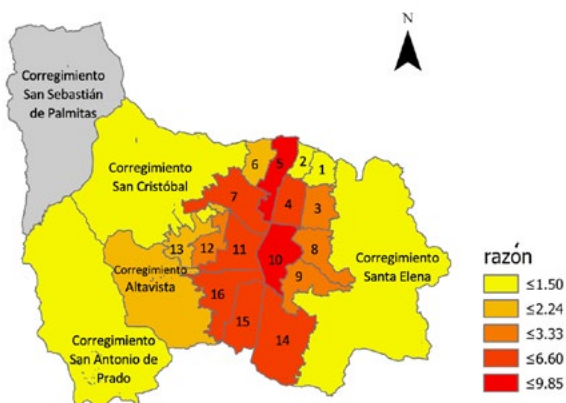 N
Corregimiento
San Sebastián
de Palmitas
Corregimiento
San Cristóbal
6
5
2
1
7
4
3
13
12
11
10
8
9
Corregimiento
Altavista
Corregimiento
Santa Elena
16
15
14
Corregimiento
San Antonio de
Prado
razón
≤1.50
≤2.24
≤3.33
≤6.60
≤9.85